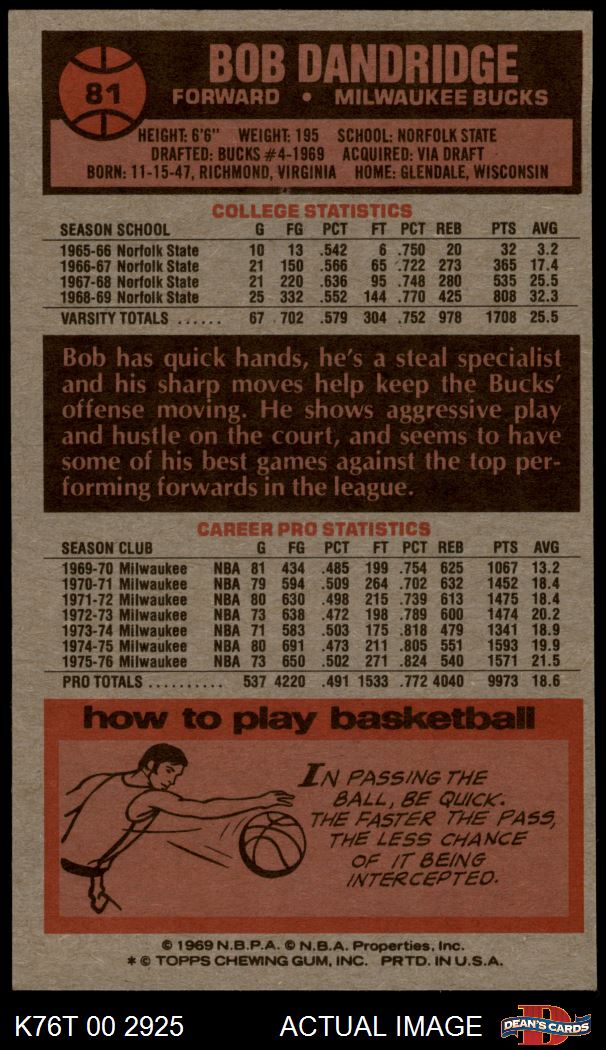 81
BOB DANDRIDGE
FORWARD • MILWAUKEE BUCKS
HEIGHT: 6'6" WEIGHT: 195 SCHOOL: NORFOLK STATE
DRAFTED: BUCKS #4-1969 ACQUIRED: VIA DRAFT
BORN: 11-15-47, RICHMOND, VIRGINIA HOME: GLENDALE, WISCONSIN
COLLEGE STATISTICS
SEASON SCHOOL G FG PCT FT PCT REB PTS AVG
1965-66 Norfolk State 10 13 .542 6 .750 20 32 3.2
1966-67 Norfolk State 21 150 .566 65 .722 273 365 17.4
1967-68 Norfolk State 21 220 .636 95 .748 280 535 25.5
1968-69 Norfolk State 25 332 .552 144 .770 425 808 32.3
VARSITY TOTALS ...... 67 702 .579 304 .752 978 1708 25.5
Bob has quick hands, he's a steal specialist
and his sharp moves help keep the Bucks'
offense moving. He shows aggressive play
and hustle on the court, and seems to have
some of his best games against the top per-
forming forwards in the league.
CAREER PRO STATISTICS
SEASON CLUB G FG PCT FT PCT REB PTS AVG
1969-70 Milwaukee NBA 81 434 .485 199 .754 625 1067 13.2
1970-71 Milwaukee NBA 79 594 .509 264 .702 632 1452 18.4
1971-72 Milwaukee NBA 80 630 .498 215 .739 613 1475 18.4
1972-73 Milwaukee NBA 73 638 .472 198 .789 600 1474 20.2
1973-74 Milwaukee NBA 71 583 .503 175 .818 479 1341 18.9
1974-75 Milwaukee NBA 80 691 .473 211 .805 551 1593 19.9
1975-76 Milwaukee NBA 73 650 .502 271 .824 540 1571 21.5
PRO TOTALS .......... 537 4220 .491 1533 .772 4040 9973 18.6
how to play basketball
IN PASSING THE
BALL, BE QUICK.
THE FASTER THE PASS,
THE LESS CHANCE
OF IT BEING
INTERCEPTED.
© 1969 N.B.P.A. © N.B.A. Properties, Inc.
* © TOPPS CHEWING GUM, INC. PRTD. IN U.S.A.
K76T 00 2925 ACTUAL IMAGE DEAN'S CARDS